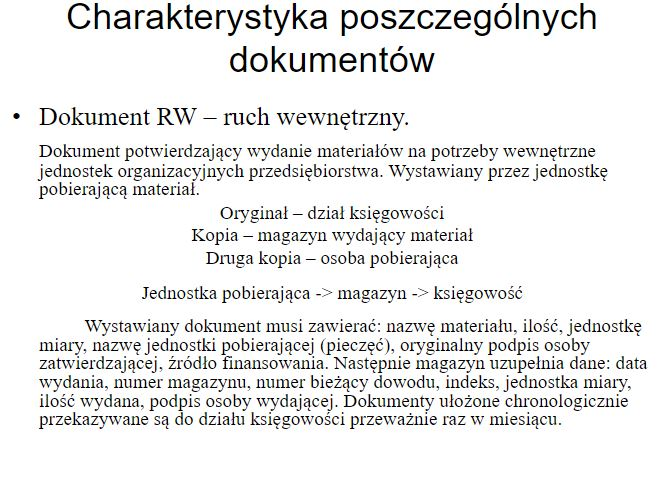 Charakterystyka poszczególnych
dokumentów
• Dokument RW – ruch wewnętrzny.
Dokument potwierdzający wydanie materiałów na potrzeby wewnętrzne
jednostek organizacyjnych przedsiębiorstwa. Wystawiany przez jednostkę
pobierającą materiał.
Oryginał – dział księgowości
Kopia – magazyn wydający materiał
Druga kopia – osoba pobierająca
Jednostka pobierająca -> magazyn -> księgowość
Wystawiany dokument musi zawierać: nazwę materiału, ilość, jednostkę
miary, nazwę jednostki pobierającej (pieczęć), oryginalny podpis osoby
zatwierdzającej, źródło finansowania. Następnie magazyn uzupełnia dane: data
wydania, numer magazynu, numer bieżący dowodu, indeks, jednostka miary,
ilość wydana, podpis osoby wydającej. Dokumenty ułożone chronologicznie
przekazywane są do działu księgowości przeważnie raz w miesiącu.